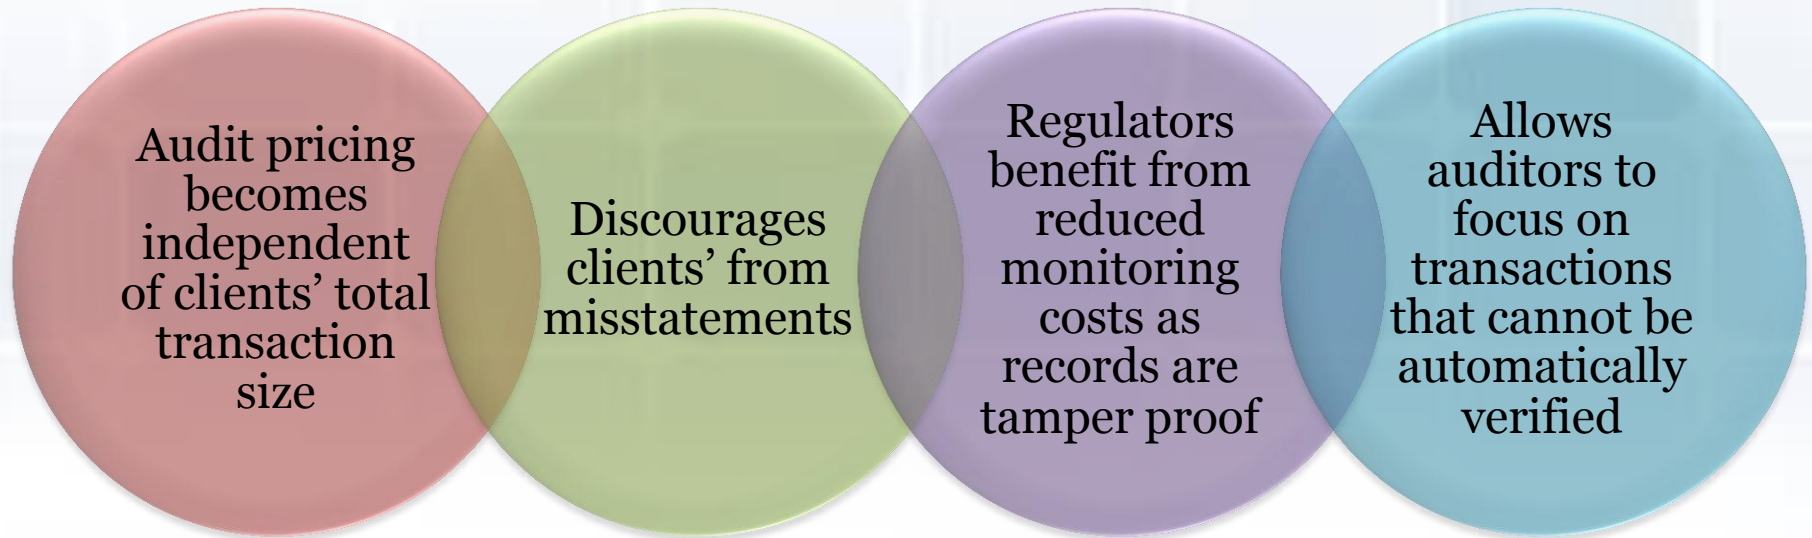 Audit pricing
becomes
independent
of clients’ total
transaction
size
Discourages
clients’ from
misstatements
Regulators
benefit from
reduced
monitoring
costs as
records are
tamper proof
Allows
auditors to
focus on
transactions
that cannot be
automatically
verified